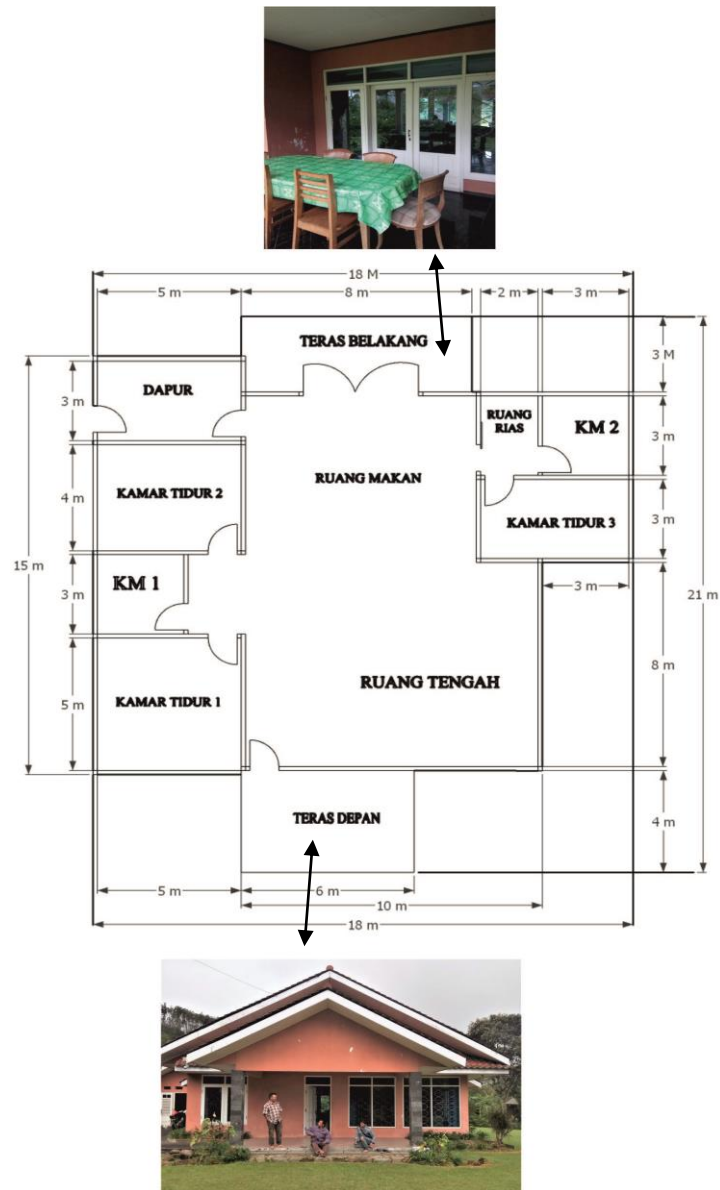 18 M
5 m
8 m
2 m
3 m
TERAS BELAKANG
3 M
DAPUR
3 m
RUANG
RIAS
KM 2
3 m
KAMAR TIDUR 2
4 m
RUANG MAKAN
KAMAR TIDUR 3
3 m
15 m
KM 1
3 m
3 m
21 m
RUANG TENGAH
8 m
KAMAR TIDUR 1
5 m
TERAS DEPAN
4 m
5 m
6 m
10 m
18 m